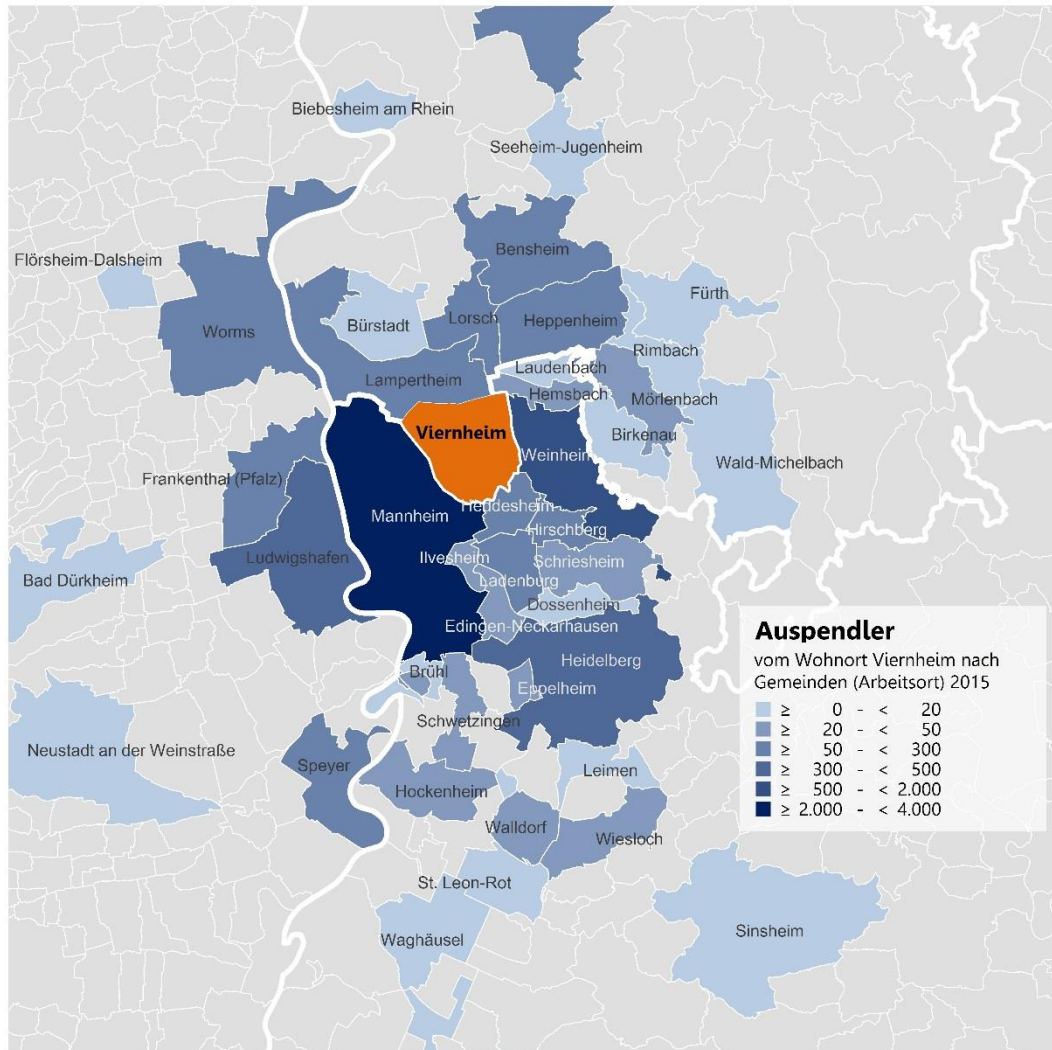 Biebesheim am Rhein
Seeheim-Jugenheim
Bensheim
Flörsheim-Dalsheim
Fürth
Worms
Bürstadt
Lorsch
Heppenheim
Rimbach
Laudenbach
Lampertheim
Hemsbach
Mörlenbach
Viernheim
Birkenau
Weinheim
Wald-Michelbach
Frankenthal (Pfalz)
Heddesheim
Mannheim
Hirschberg
Ludwigshafen
Ilvesheim
Schriesheim
Bad Dürkheim
Ladenburg
Dossenheim
Edingen-Neckarhausen
Heidelberg
Brühl
Eppelheim
Schwetzingen
Neustadt an der Weinstraße
Speyer
Leimen
Hockenheim
Walldorf
Wiesloch
St. Leon-Rot
Sinsheim
Waghäusel
Auspendler
vom Wohnort Viernheim nach
Gemeinden (Arbeitsort) 2015
≥ 0 - < 20
≥ 20 - < 50
≥ 50 - < 300
≥ 300 - < 500
≥ 500 - < 2.000
≥ 2.000 - < 4.000